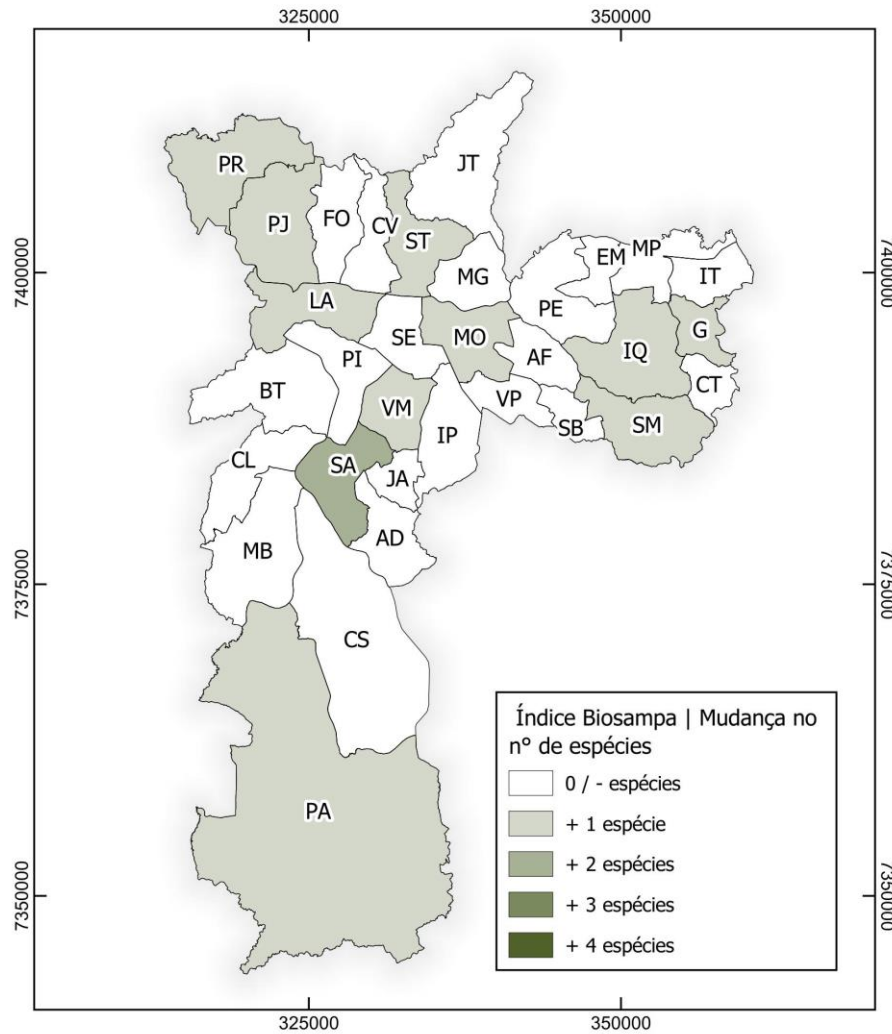 325000
350000
PR
JT
PJ
FO
CV
ST
EM
MP
7400000
MG
IT
7400000
LA
PE
SE
MO
G
PI
AF
IQ
BT
CT
VM
VP
SB
SM
IP
CL
SA
JA
MB
AD
7375000
7375000
CS
Índice Biosampa | Mudança no
n° de espécies
0 / - espécies
PA
+ 1 espécie
+ 2 espécies
7350000
+ 3 espécies
7350000
+ 4 espécies
325000
350000